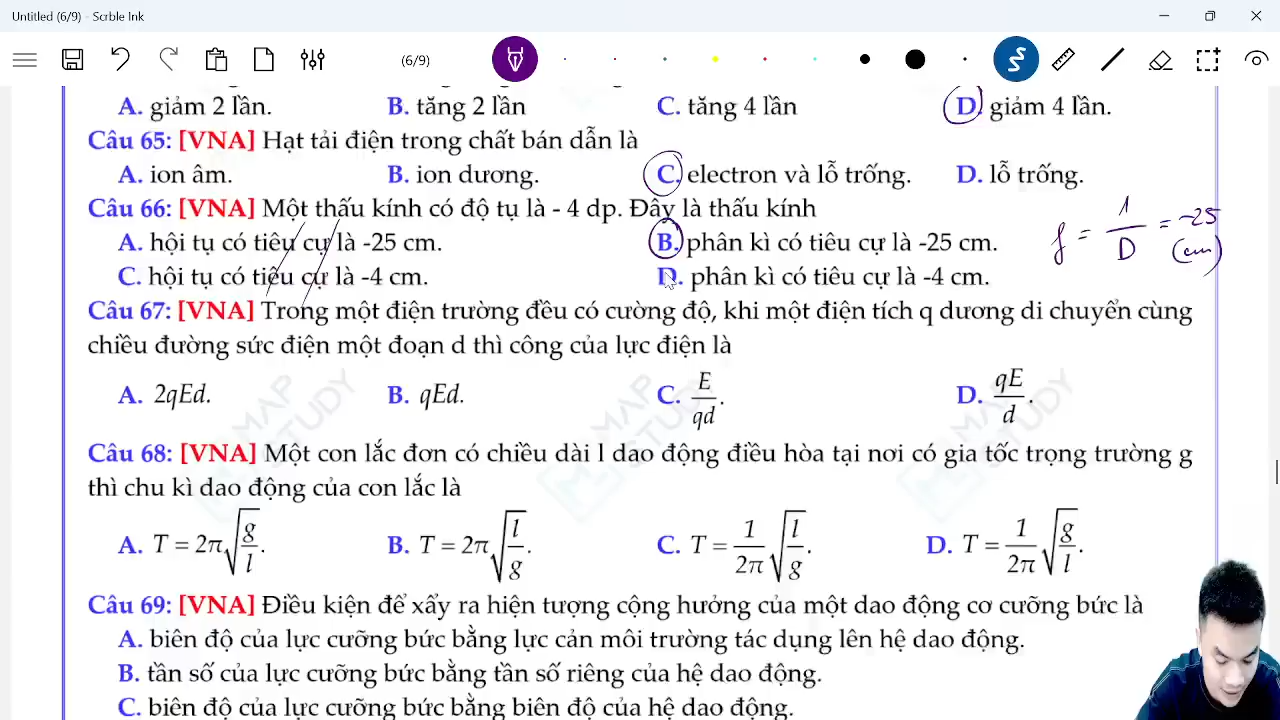 Untitled (6/9) - Scrble Ink
(6/9)
A. giảm 2 lần. B. tăng 2 lần C. tăng 4 lần D. giảm 4 lần.
Câu 65: [VNA] Hạt tải điện trong chất bán dẫn là
A. ion âm. B. ion dương. C. electron và lỗ trống. D. lỗ trống.
Câu 66: [VNA] Một thấu kính có độ tụ là - 4 dp. Đây là thấu kính
A. hội tụ có tiêu cự là -25 cm. B. phân kì có tiêu cự là -25 cm.
f = 1/D = -25 (cm)
C. hội tụ có tiêu cự là -4 cm. D. phân kì có tiêu cự là -4 cm.
Câu 67: [VNA] Trong một điện trường đều có cường độ, khi một điện tích q dương di chuyển cùng
chiều đường sức điện một đoạn d thì công của lực điện là
A. 2qEd. B. qEd. C. E/qd. D. qE/d.
Câu 68: [VNA] Một con lắc đơn có chiều dài l dao động điều hòa tại nơi có gia tốc trọng trường g
thì chu kì dao động của con lắc là
A. T = 2π√(g/l). B. T = 2π√(l/g). C. T = 1/2π √(l/g). D. T = 1/2π √(g/l).
Câu 69: [VNA] Điều kiện để xẩy ra hiện tượng cộng hưởng của một dao động cơ cưỡng bức là
A. biên độ của lực cưỡng bức bằng lực cản môi trường tác dụng lên hệ dao động.
B. tần số của lực cưỡng bức bằng tần số riêng của hệ dao động.
C. biên độ của lực cưỡng bức bằng biên độ của hệ dao động.
MAP STUDY
MAP STUDY
MAP STUDY